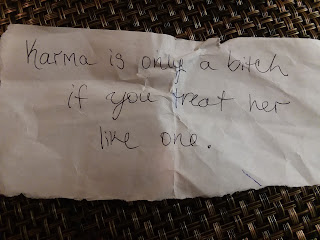 Karma is only a bitch
if you treat her
like one.